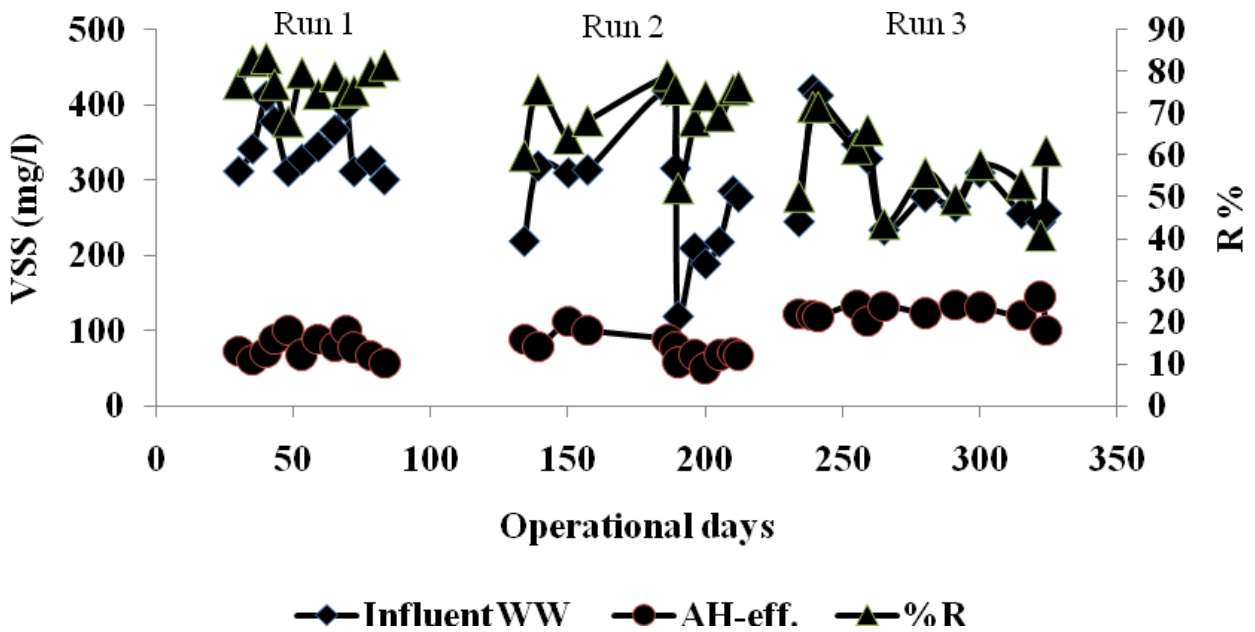 Run 1
Run 2
Run 3
500
400
300
200
100
0
VSS (mg/l)
90
80
70
60
50
40
30
20
10
0
R %
0
50
100
150
200
250
300
350
Operational days
Influent WW
AH-eff.
%R